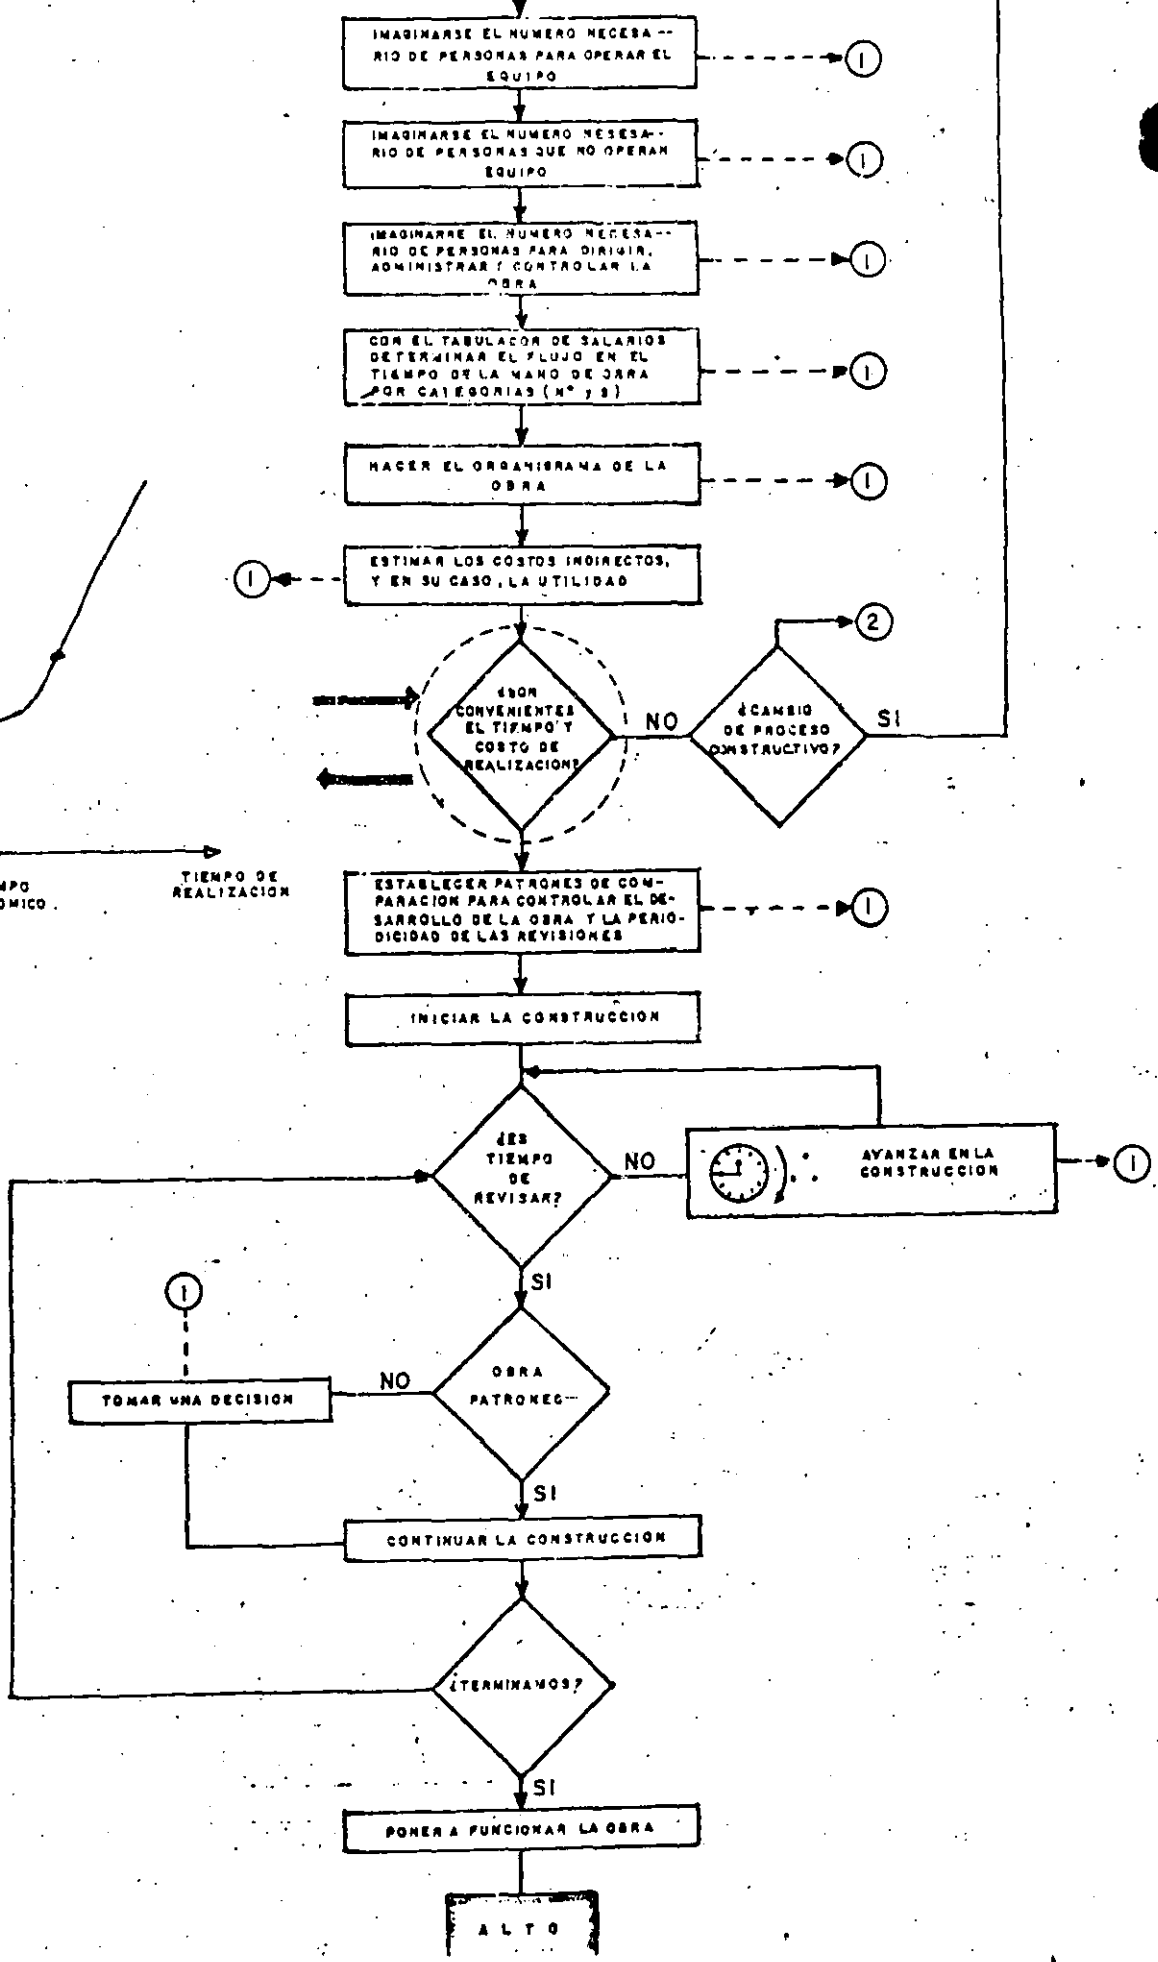 IMAGINARSE EL NUMERO NECESA--
RIO DE PERSONAS PARA OPERAR EL
EQUIPO
1
IMAGINARSE EL NUMERO NESESA--
RIO DE PERSONAS QUE NO OPERAN
EQUIPO
1
IMAGINARSE EL NUMERO NECESA--
RIO DE PERSONAS PARA DIRIGIR,
ADMINISTRAR Y CONTROLAR LA
OBRA
1
CON EL TABULADOR DE SALARIOS
DETERMINAR EL FLUJO EN EL
TIEMPO DE LA MANO DE OBRA
POR CATEGORIAS (Nº y $)
1
HACER EL ORGANIGRAMA DE LA
OBRA
1
ESTIMAR LOS COSTOS INDIRECTOS,
Y EN SU CASO, LA UTILIDAD
1
2
¿SON
CONVENIENTES
EL TIEMPO Y
COSTO DE
REALIZACION?
NO
¿CAMBIO
DE PROCESO
CONSTRUCTIVO?
SI
TIEMPO DE
REALIZACION
MPO
OMICO.
ESTABLECER PATRONES DE COM-
PARACION PARA CONTROLAR EL DE-
SARROLLO DE LA OBRA Y LA PERIO-
DICIDAD DE LAS REVISIONES
1
INICIAR LA CONSTRUCCION
¿ES
TIEMPO
DE
REVISAR?
NO
AVANZAR EN LA
CONSTRUCCION
1
SI
1
OBRA
PATRONES
NO
TOMAR UNA DECISION
SI
CONTINUAR LA CONSTRUCCION
¿TERMINAMOS?
SI
PONER A FUNCIONAR LA OBRA
ALTO